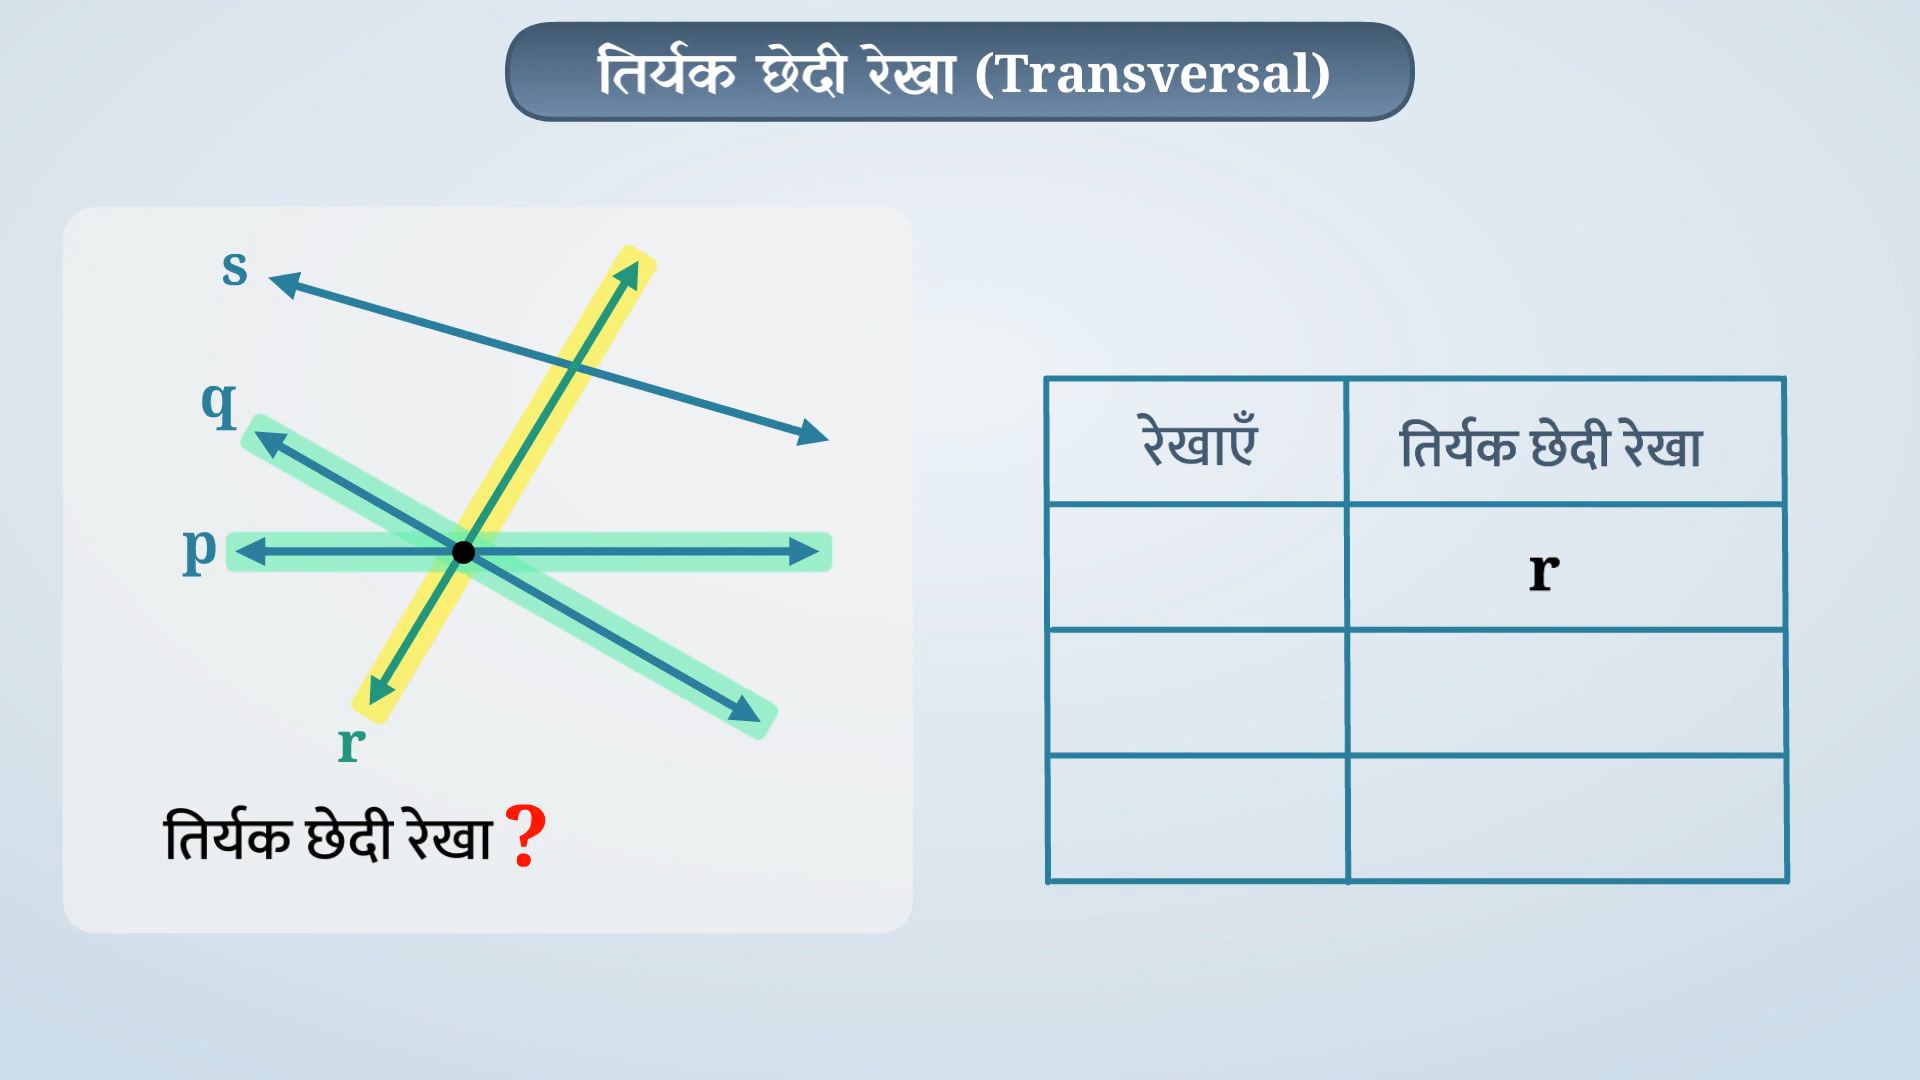 तिर्यक छेदी रेखा (Transversal)
s
q
p
r
तिर्यक छेदी रेखा ?
रेखाएँ तिर्यक छेदी रेखा
r